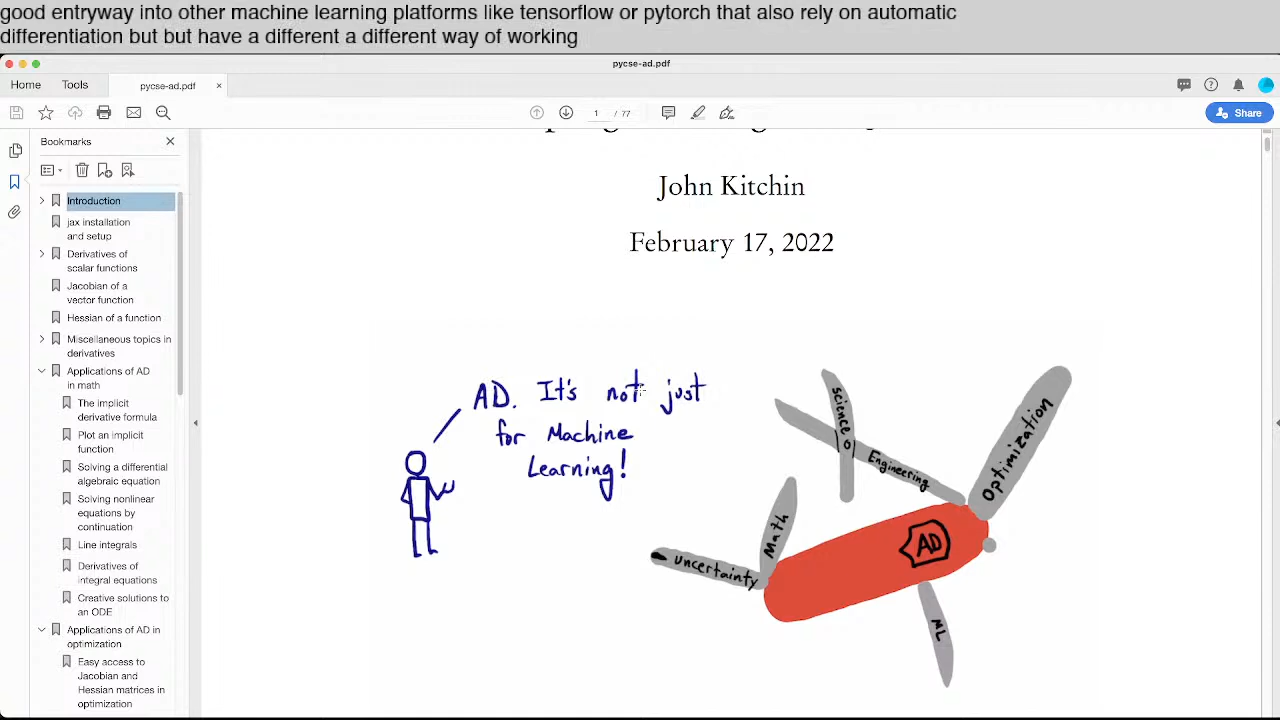 good entryway into other machine learning platforms like tensorflow or pytorch that also rely on automatic
differentiation but but have a different a different way of working
pycse-ad.pdf
Home
Tools
pycse-ad.pdf
×
1
/ 77
Share
Bookmarks
Introduction
jax installation
and setup
Derivatives of
scalar functions
Jacobian of a
vector function
Hessian of a function
Miscellaneous topics in
derivatives
Applications of AD
in math
The implicit
derivative formula
Plot an implicit
function
Solving a differential
algebraic equation
Solving nonlinear
equations by
continuation
Line integrals
Derivatives of
integral equations
Creative solutions to
an ODE
Applications of AD in
optimization
Easy access to
Jacobian and
Hessian matrices in
optimization
John Kitchin
February 17, 2022
AD. It's not just
for Machine
Learning!
science
Engineering
Optimization
Math
Uncertainty
AD
ML